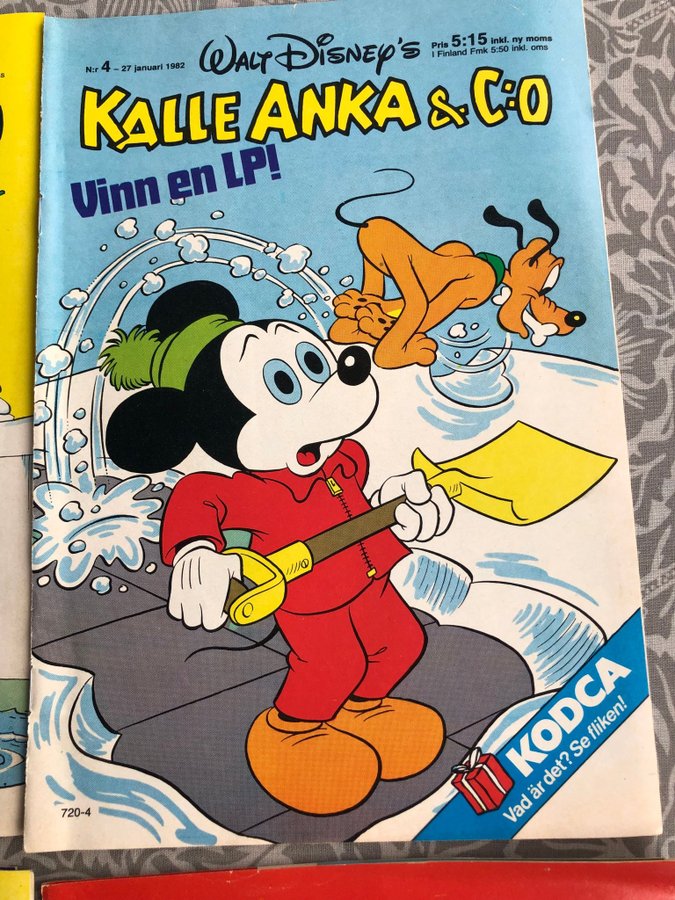 N:r 4 – 27 januari 1982
WALT DISNEY'S
Pris 5:15 inkl. ny moms
i Finland Fmk 5:50 inkl. oms
KALLE ANKA & C:O
Vinn en LP!
KODCA
Vad är det? Se fliken!
720-4